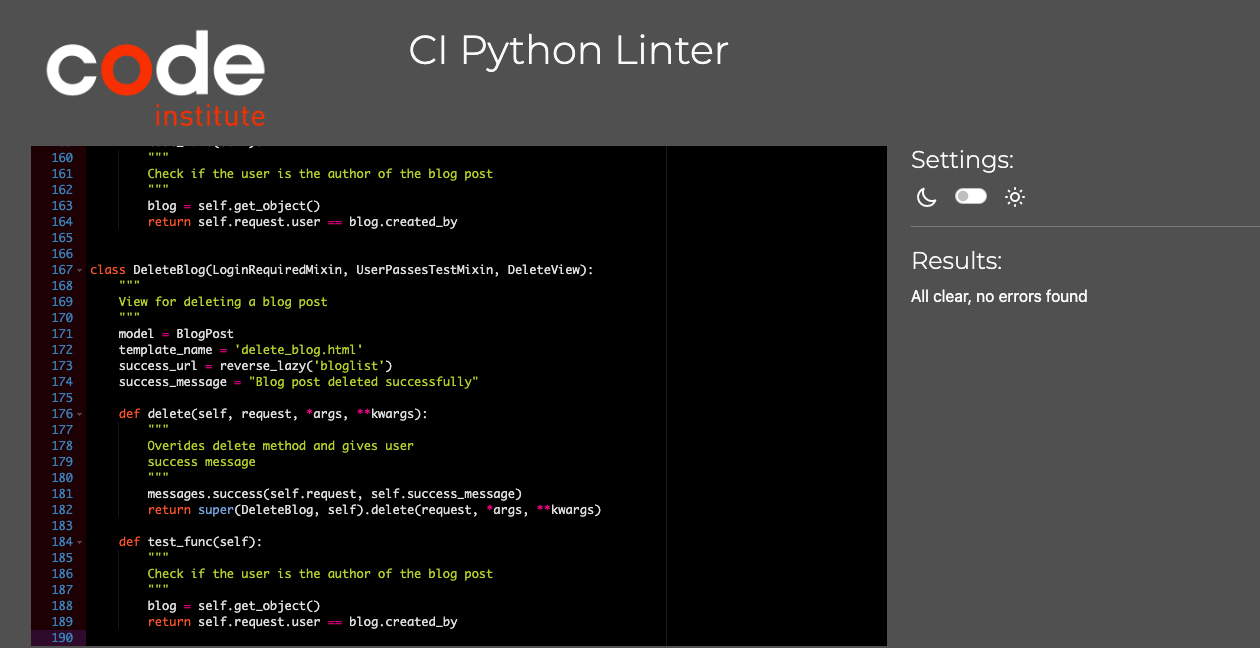 code
institute
CI Python Linter
160 """
161 Check if the user is the author of the blog post
162 """
163 blog = self.get_object()
164 return self.request.user == blog.created_by
165
166
167 class DeleteBlog(LoginRequiredMixin, UserPassesTestMixin, DeleteView):
168 """
169 View for deleting a blog post
170 """
171 model = BlogPost
172 template_name = 'delete_blog.html'
173 success_url = reverse_lazy('bloglist')
174 success_message = "Blog post deleted successfully"
175
176 def delete(self, request, *args, **kwargs):
177 """
178 Overides delete method and gives user
179 success message
180 """
181 messages.success(self.request, self.success_message)
182 return super(DeleteBlog, self).delete(request, *args, **kwargs)
183
184 def test_func(self):
185 """
186 Check if the user is the author of the blog post
187 """
188 blog = self.get_object()
189 return self.request.user == blog.created_by
190
Settings:
Results:
All clear, no errors found